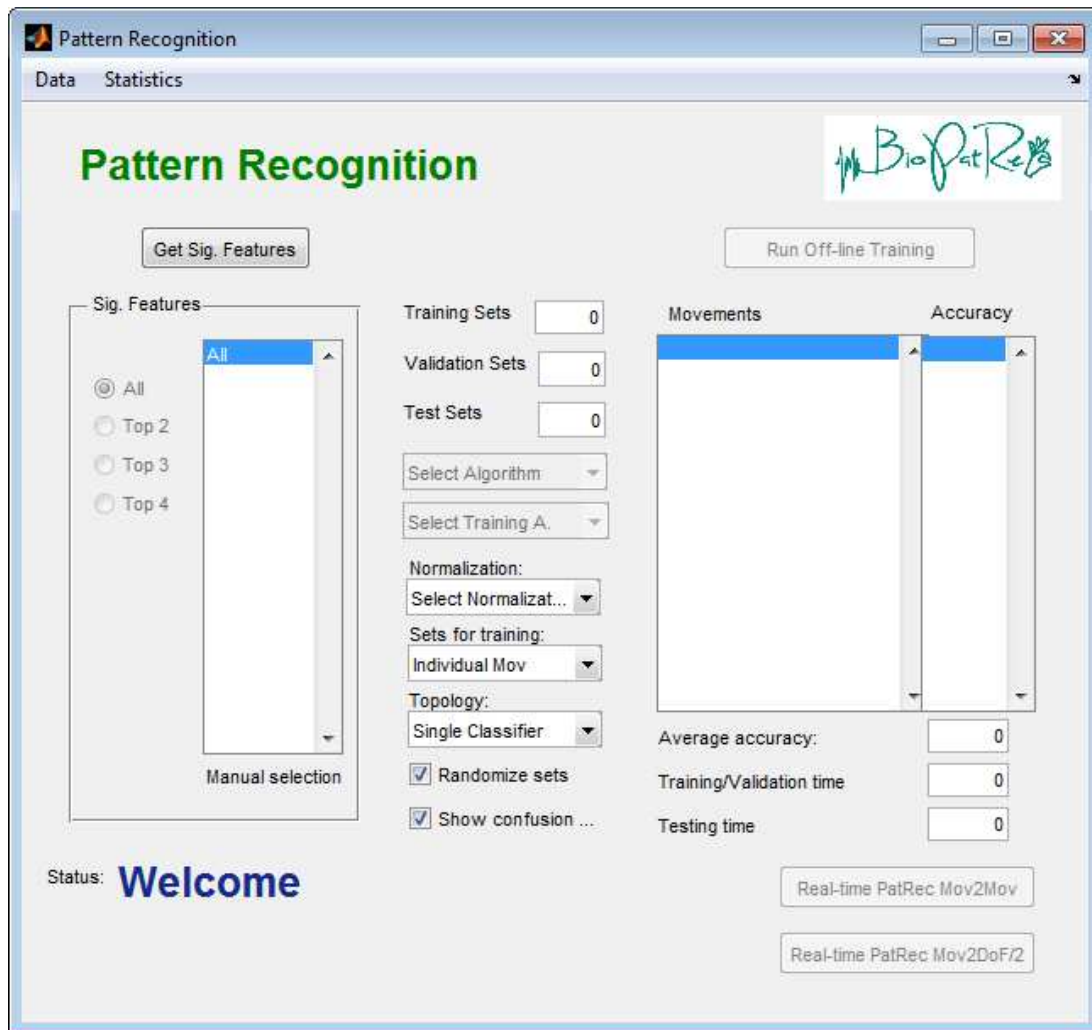 Pattern Recognition
Data Statistics
Pattern Recognition
BioPatRec
Get Sig. Features
Run Off-line Training
Sig. Features
All
All
Top 2
Top 3
Top 4
Manual selection
Training Sets 0
Validation Sets 0
Test Sets 0
Select Algorithm
Select Training A.
Normalization:
Select Normalizat...
Sets for training:
Individual Mov
Topology:
Single Classifier
Randomize sets
Show confusion ...
Movements Accuracy
Average accuracy: 0
Training/Validation time 0
Testing time 0
Status: Welcome
Real-time PatRec Mov2Mov
Real-time PatRec Mov2DoF/2